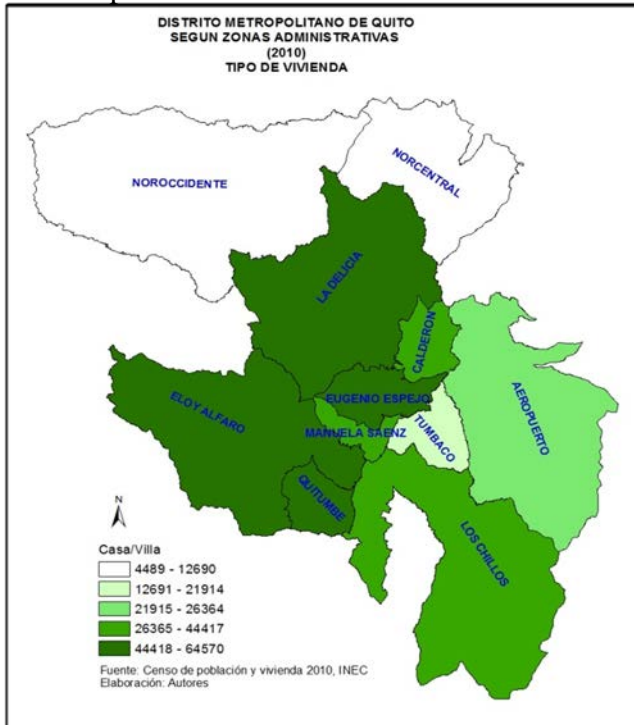 DISTRITO METROPOLITANO DE QUITO
SEGUN ZONAS ADMINISTRATIVAS
(2010)
TIPO DE VIVIENDA
NOROCCIDENTE
NORCENTRAL
LA DELICIA
CALDERON
EUGENIO ESPEJO
ELOY ALFARO
MANUELA SAENZ
TUMBACO
AEROPUERTO
QUITUMBE
LOS CHILLOS
N
Casa/Villa
4489 - 12690
12691 - 21914
21915 - 26364
26365 - 44417
44418 - 64570
Fuente: Censo de población y vivienda 2010, INEC
Elaboración: Autores